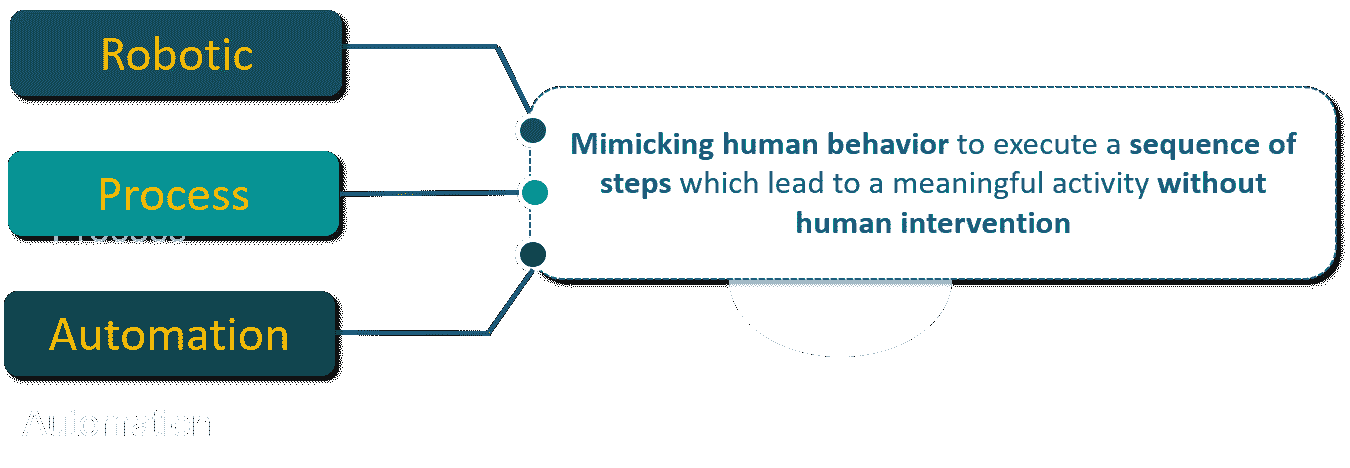 Robotic
Process
Automation
Mimicking human behavior to execute a sequence of
steps which lead to a meaningful activity without
human intervention
Automation